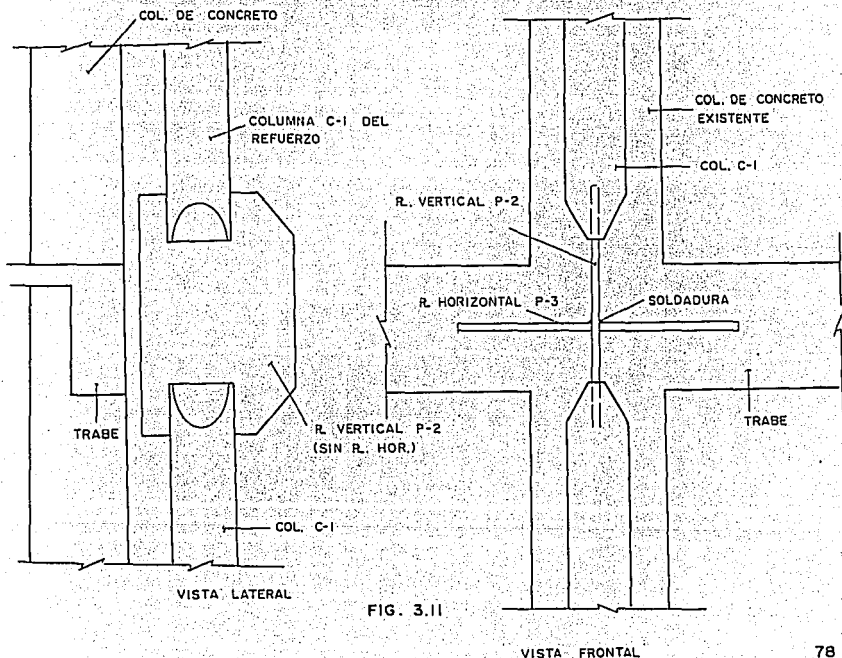 COL. DE CONCRETO
COLUMNA C-1 DEL
REFUERZO
TRABE
R. VERTICAL P-2
(SIN R. HOR.)
COL. C-1
VISTA LATERAL
COL. DE CONCRETO
EXISTENTE
COL. C-1
R. VERTICAL P-2
R. HORIZONTAL P-3
SOLDADURA
TRABE
FIG. 3.11
VISTA FRONTAL
78